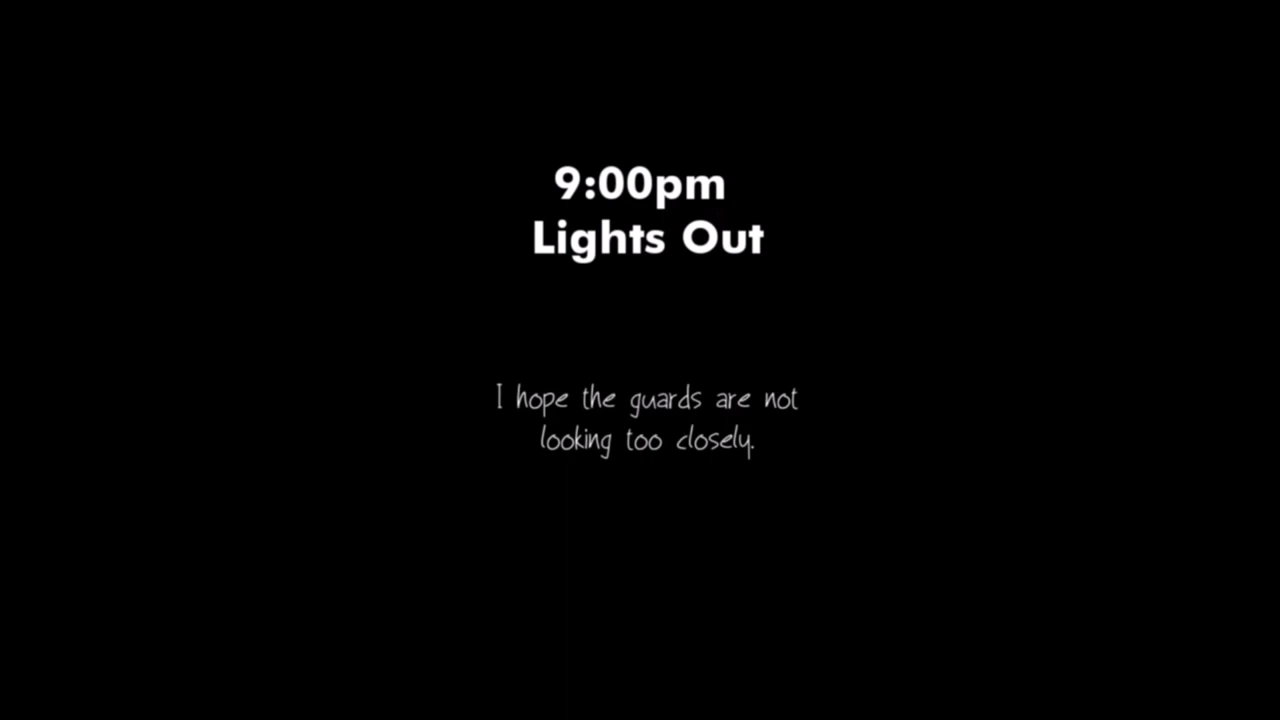 9:00pm
Lights Out
I hope the guards are not
looking too closely.